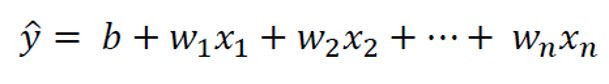 ŷ = b + w₁x₁ + w₂x₂ + ⋯ + wₙxₙ